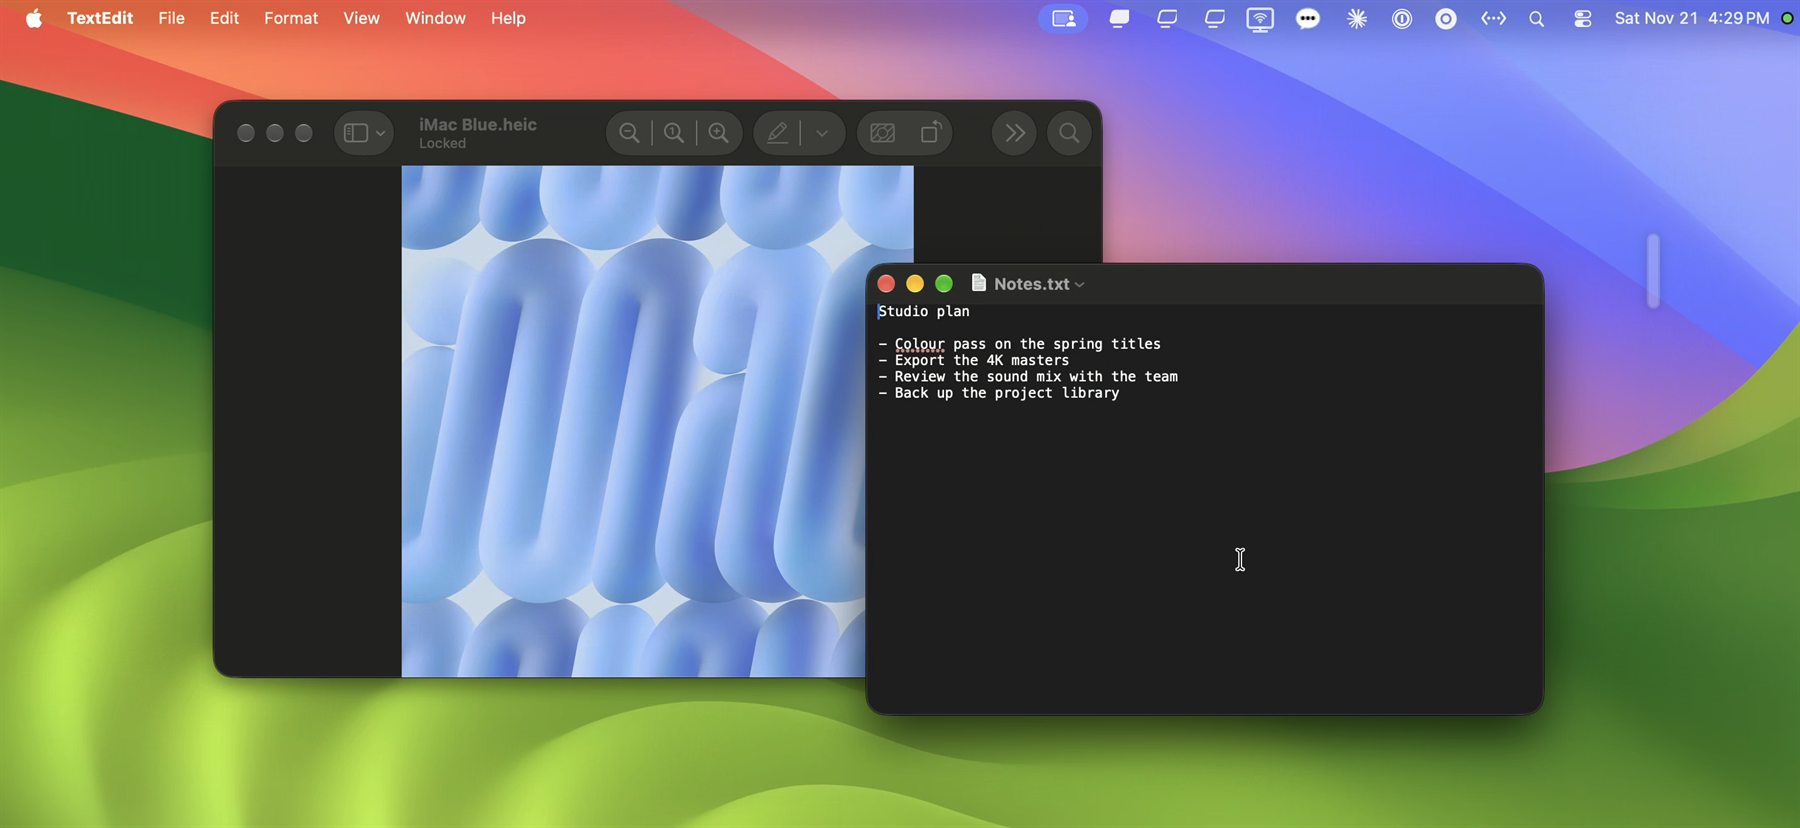 TextEdit File Edit Format View Window Help
Sat Nov 21 4:29 PM
iMac Blue.heic
Locked
Notes.txt
Studio plan
- Colour pass on the spring titles
- Export the 4K masters
- Review the sound mix with the team
- Back up the project library